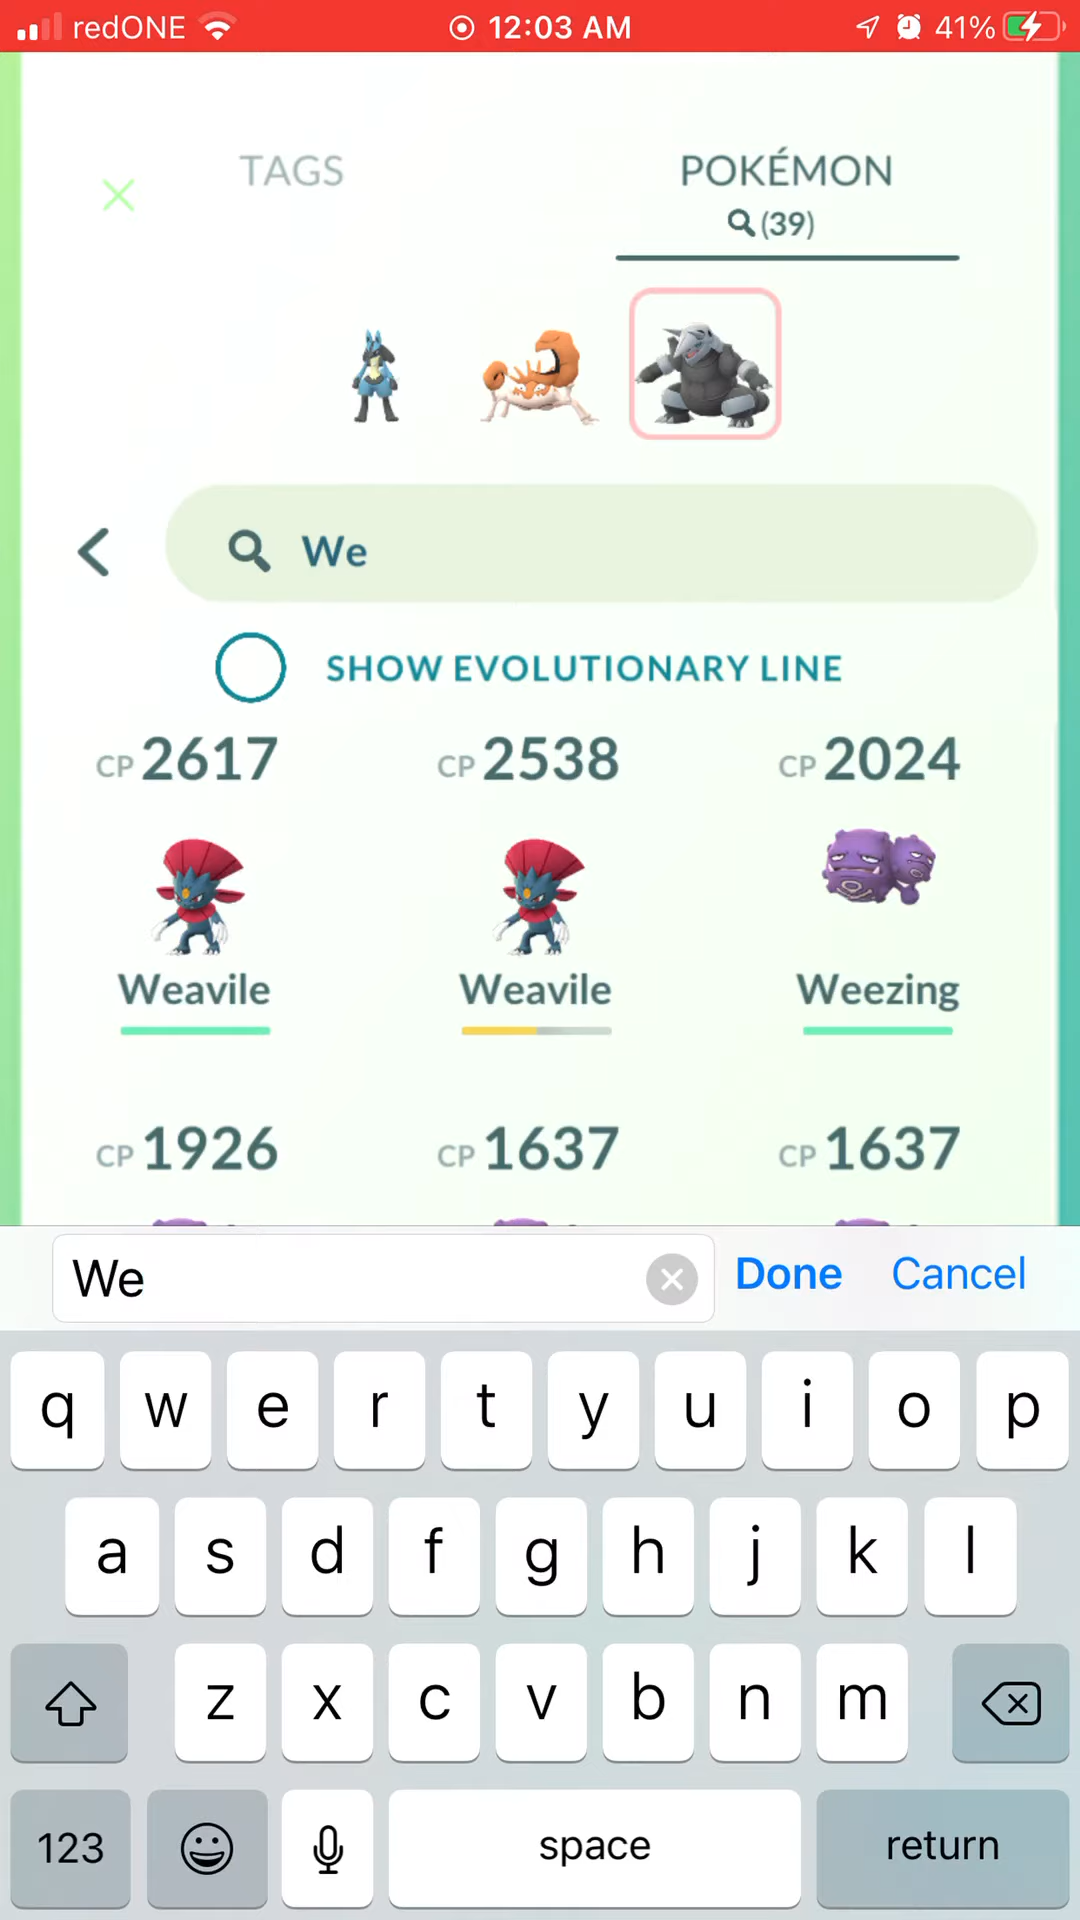 redONE 12:03 AM 41%
TAGS POKÉMON
(39)
We
SHOW EVOLUTIONARY LINE
CP 2617 CP 2538 CP 2024
Weavile Weavile Weezing
CP 1926 CP 1637 CP 1637
We Done Cancel
q w e r t y u i o p
a s d f g h j k l
z x c v b n m
123 space return